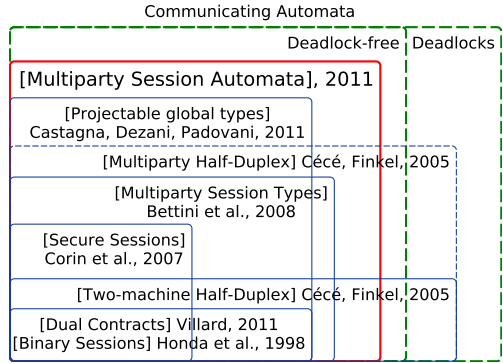 Communicating Automata
Deadlock-free
Deadlocks
[Multiparty Session Automata], 2011
[Projectable global types]
Castagna, Dezani, Padovani, 2011
[Multiparty Half-Duplex] Cécé, Finkel, 2005
[Multiparty Session Types]
Bettini et al., 2008
[Secure Sessions]
Corin et al., 2007
[Two-machine Half-Duplex] Cécé, Finkel, 2005
[Dual Contracts] Villard, 2011
[Binary Sessions] Honda et al., 1998